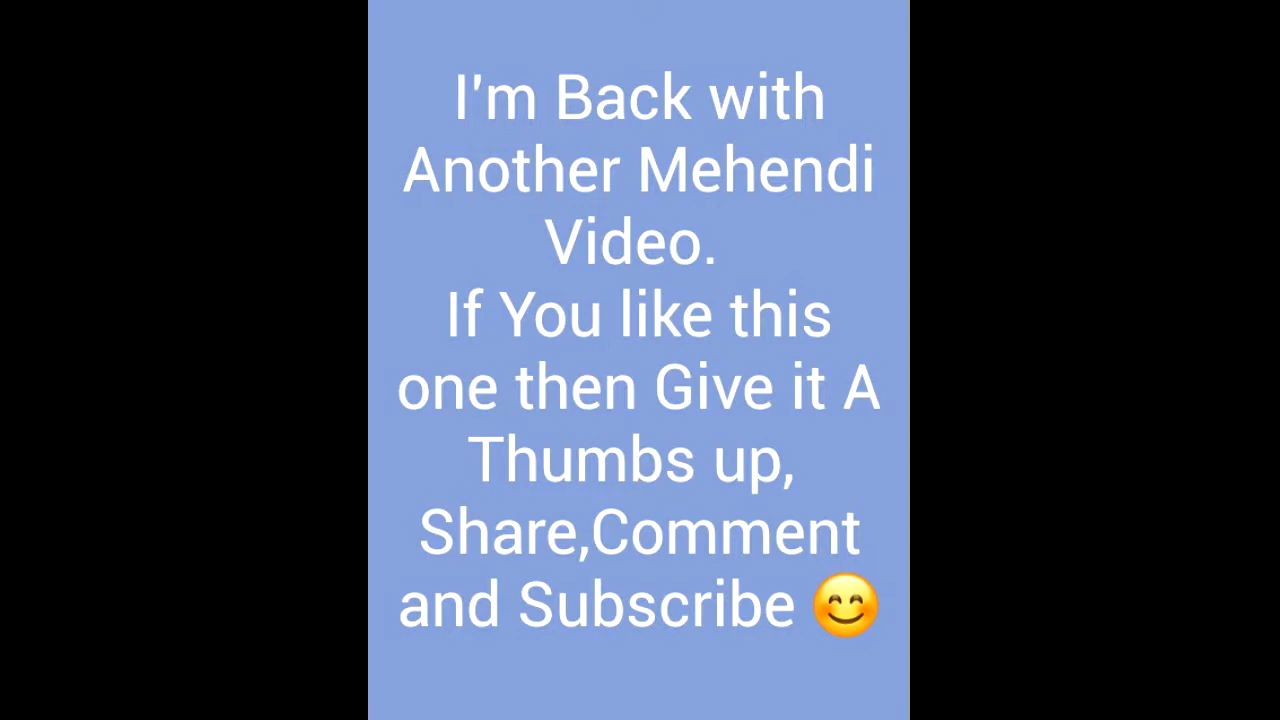 I'm Back with
Another Mehendi
Video.
If You like this
one then Give it A
Thumbs up,
Share,Comment
and Subscribe 😊